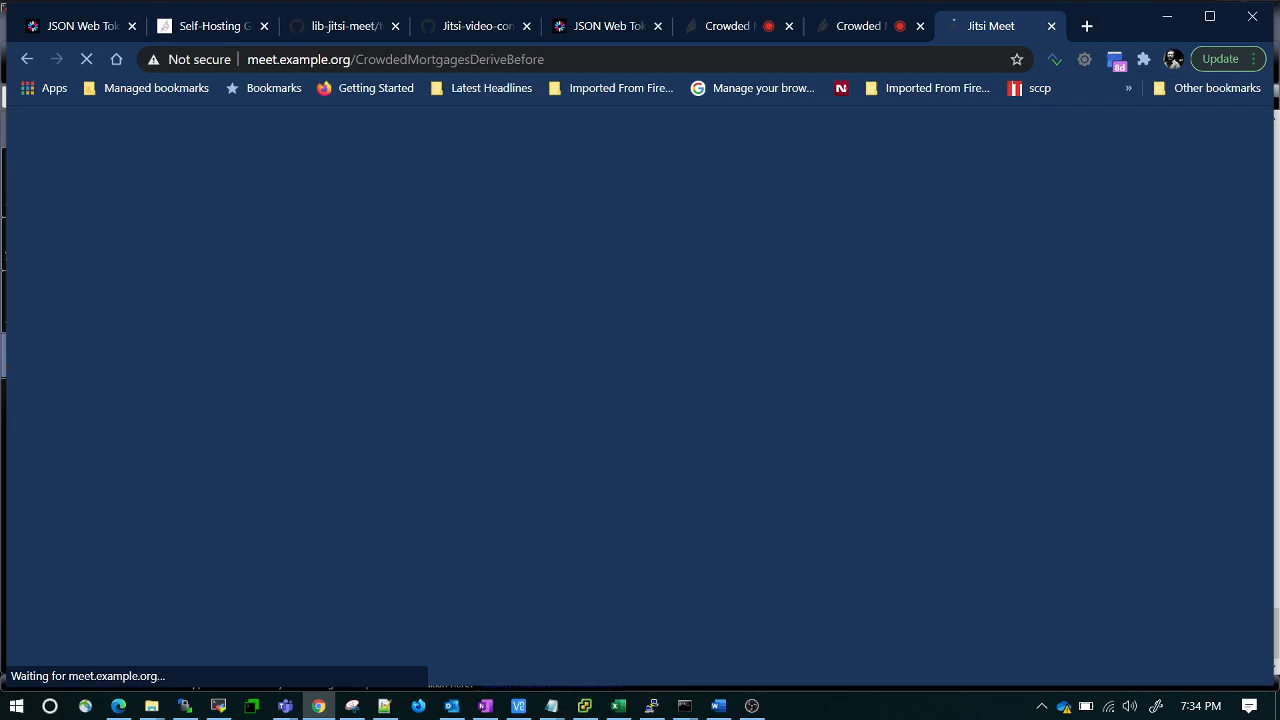 JSON Web Tok
Self-Hosting G
lib-jitsi-meet/t
Jitsi-video-con
JSON Web Tok
Crowded M
Crowded M
Jitsi Meet
Not secure
meet.example.org/CrowdedMortgagesDeriveBefore
8d
Update
Apps
Managed bookmarks
Bookmarks
Getting Started
Latest Headlines
Imported From Fire...
Manage your brow...
N
Imported From Fire...
sccp
»
Other bookmarks
Waiting for meet.example.org...
7:34 PM